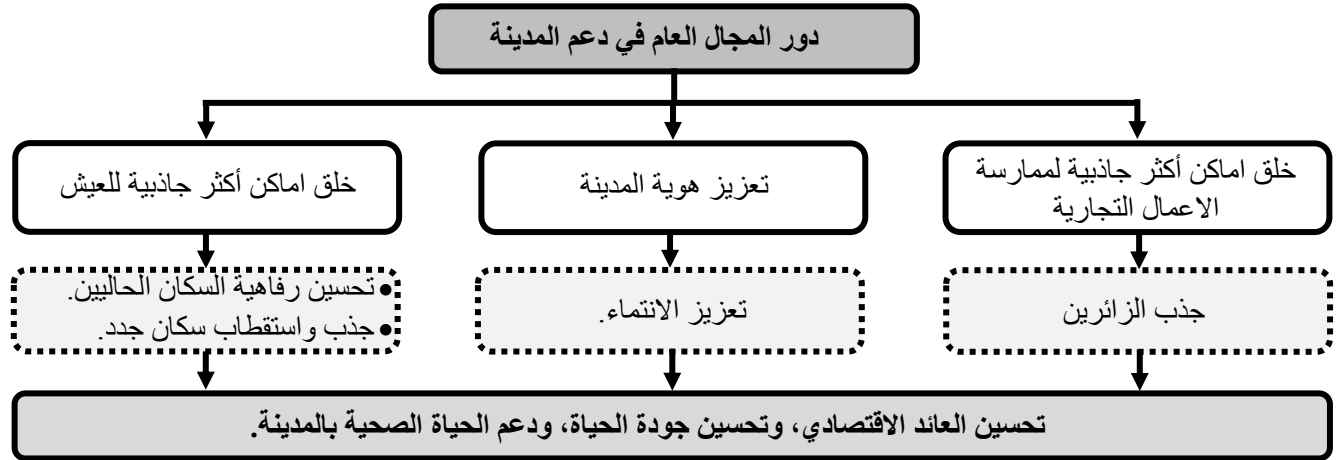 دور المجال العام في دعم المدينة
خلق اماكن أكثر جاذبية لممارسة
الاعمال التجارية
تعزيز هوية المدينة
خلق اماكن أكثر جاذبية للعيش
جذب الزائرين
تعزيز الانتماء.
•تحسين رفاهية السكان الحاليين.
•جذب واستقطاب سكان جدد.
تحسين العائد الاقتصادي، وتحسين جودة الحياة، ودعم الحياة الصحية بالمدينة.